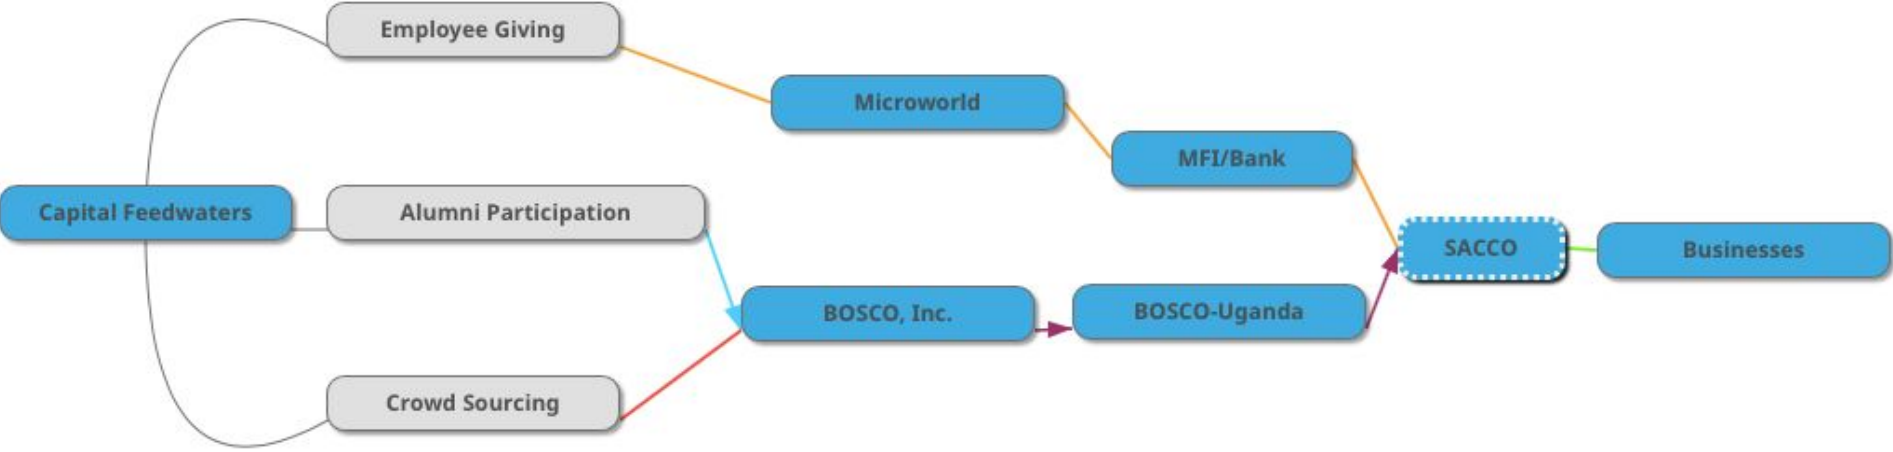 Employee Giving
Microworld
MFI/Bank
Capital Feedwaters
Alumni Participation
SACCO
Businesses
BOSCO, Inc.
BOSCO-Uganda
Crowd Sourcing